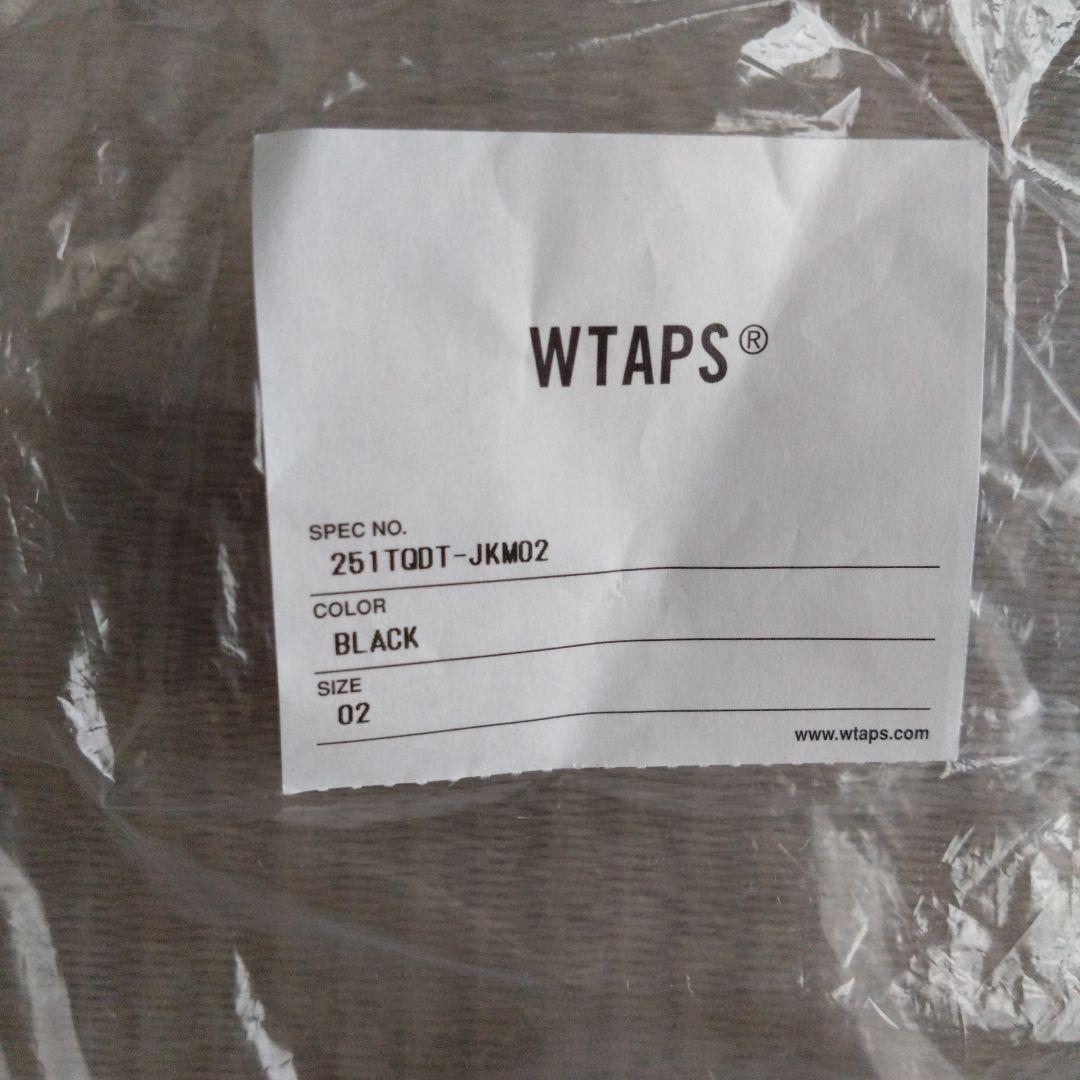 WTAPS®
SPEC NO.
251TQDT-JKM02
COLOR
BLACK
SIZE
02
www.wtaps.com